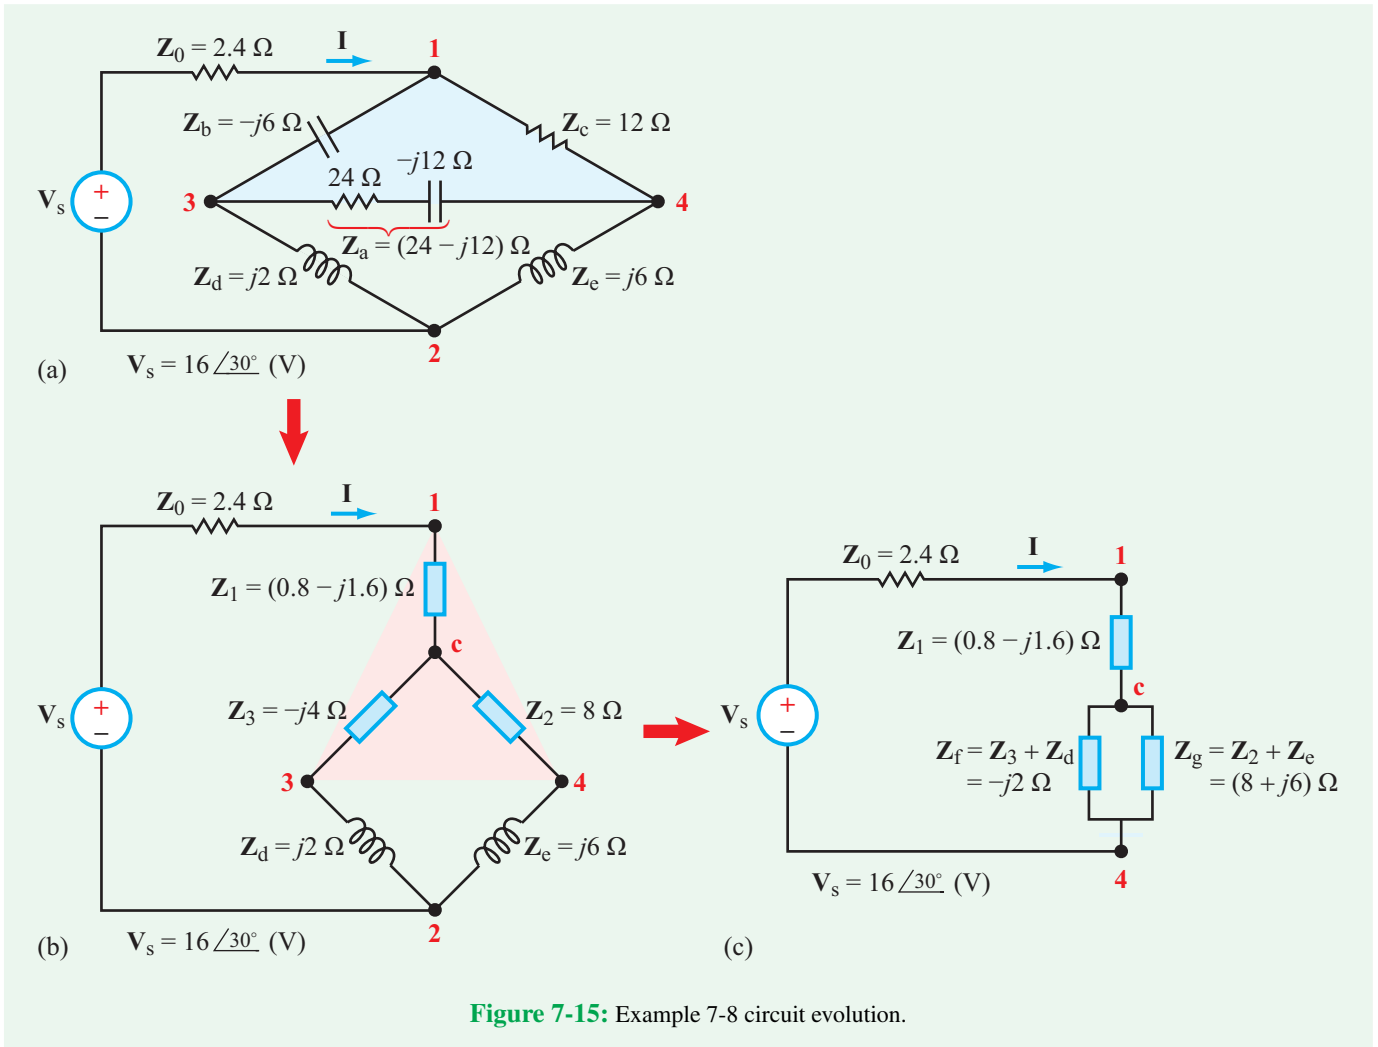 Z0 = 2.4 Ω
I
1
Zb = −j6 Ω
Zc = 12 Ω
−j12 Ω
24 Ω
Vs
+
−
3
4
Za = (24 − j12) Ω
Zd = j2 Ω
Ze = j6 Ω
2
(a)
Vs = 16∠30° (V)
Z0 = 2.4 Ω
I
1
Z1 = (0.8 − j1.6) Ω
c
Z3 = −j4 Ω
Z2 = 8 Ω
Vs
+
−
3
4
Zd = j2 Ω
Ze = j6 Ω
2
(b)
Vs = 16∠30° (V)
Z0 = 2.4 Ω
I
1
Z1 = (0.8 − j1.6) Ω
c
Vs
+
−
Zf = Z3 + Zd
= −j2 Ω
Zg = Z2 + Ze
= (8 + j6) Ω
4
Vs = 16∠30° (V)
(c)
Figure 7-15: Example 7-8 circuit evolution.